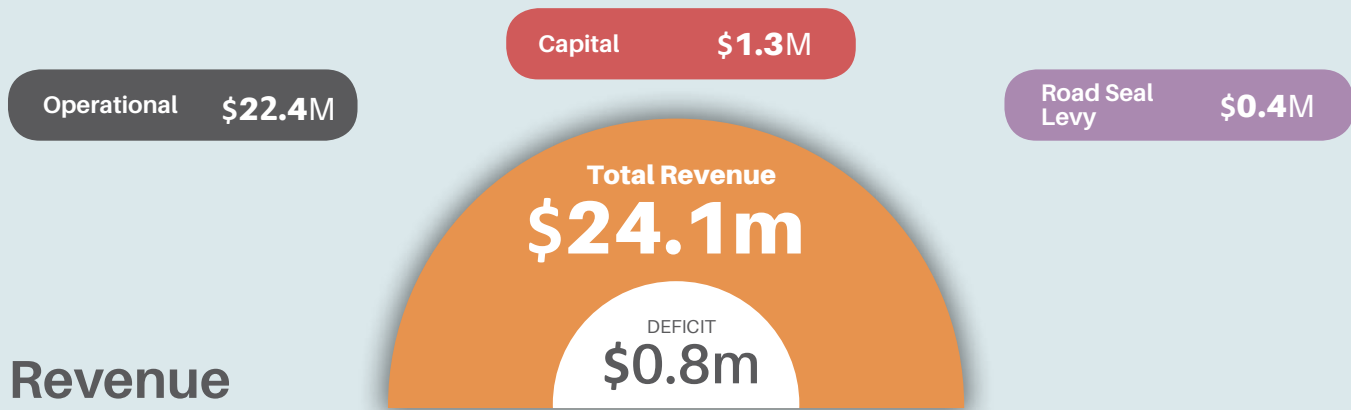 Capital $1.3M
Operational $22.4M
Road Seal
Levy
$0.4M
Total Revenue
$24.1m
DEFICIT
$0.8m
Revenue